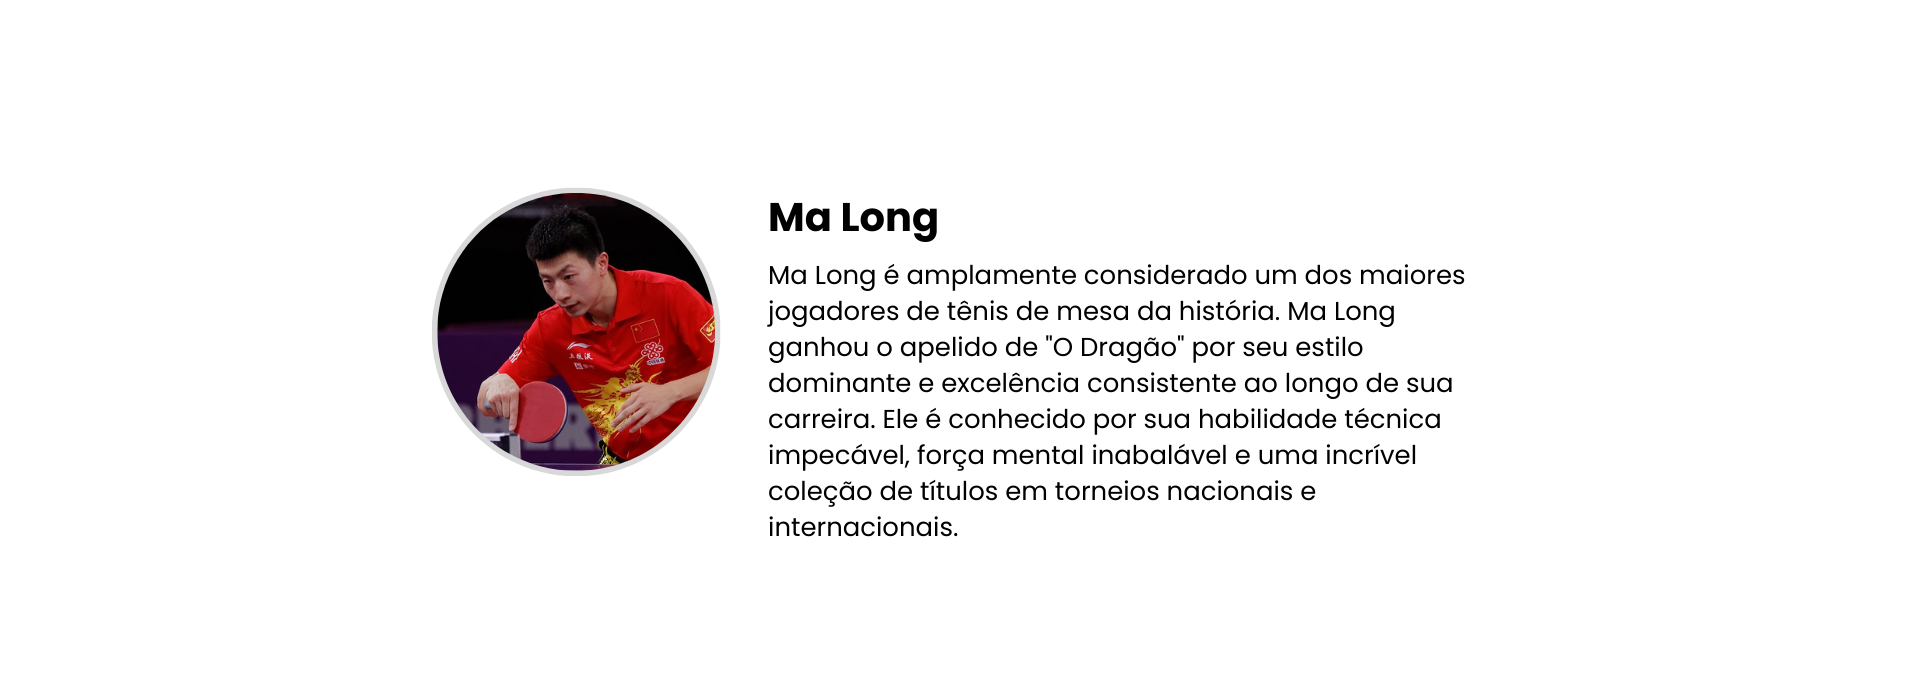 Ma Long
Ma Long é amplamente considerado um dos maiores
jogadores de tênis de mesa da história. Ma Long
ganhou o apelido de "O Dragão" por seu estilo
dominante e excelência consistente ao longo de sua
carreira. Ele é conhecido por sua habilidade técnica
impecável, força mental inabalável e uma incrível
coleção de títulos em torneios nacionais e
internacionais.